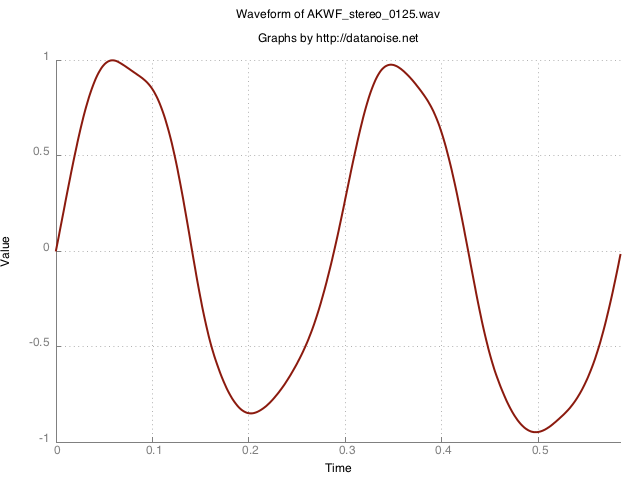 Waveform of AKWF_stereo_0125.wav
Graphs by http://datanoise.net
1
0.5
0
-0.5
-1
Value
0 0.1 0.2 0.3 0.4 0.5
Time